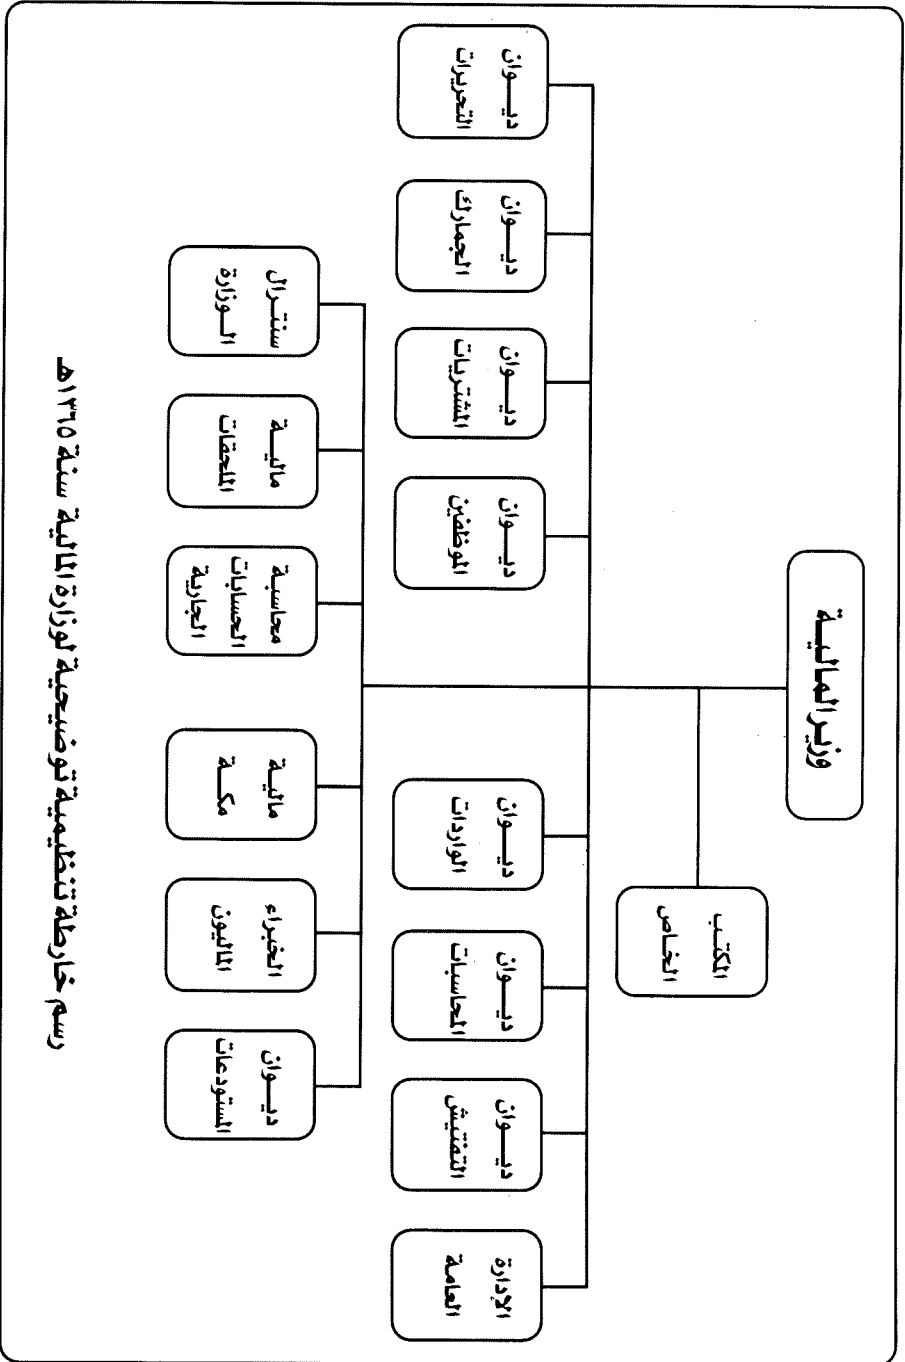 وزير المالية
المكتب
الخاص
الإدارة
العامة
ديوان
التفتيش
ديوان
المحاسبات
ديوان
الواردات
ديوان
الموظفين
ديوان
المشتريات
ديوان
الجمارك
ديوان
التحريرات
ديوان
المستودعات
الخبراء
الماليون
مالية
مكة
محاسبة
الحسابات
الجارية
مالية
الملحقات
سنترال
الوزارة
رسم خارطة تنظيمية توضيحية لوزارة المالية سنة ١٣٦٥هـ